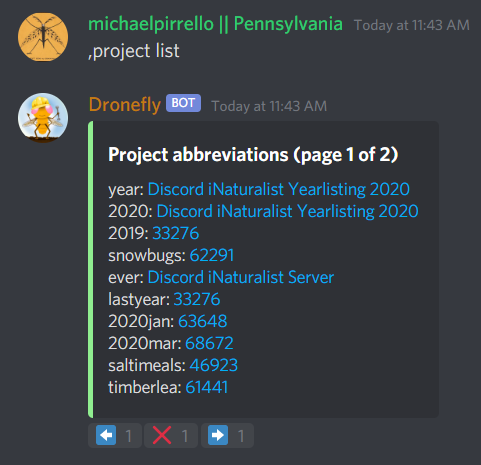 michaelpirrello || Pennsylvania Today at 11:43 AM
,project list
Dronefly BOT Today at 11:43 AM
Project abbreviations (page 1 of 2)
year: Discord iNaturalist Yearlisting 2020
2020: Discord iNaturalist Yearlisting 2020
2019: 33276
snowbugs: 62291
ever: Discord iNaturalist Server
lastyear: 33276
2020jan: 63648
2020mar: 68672
saltimeals: 46923
timberlea: 61441
1 1 1